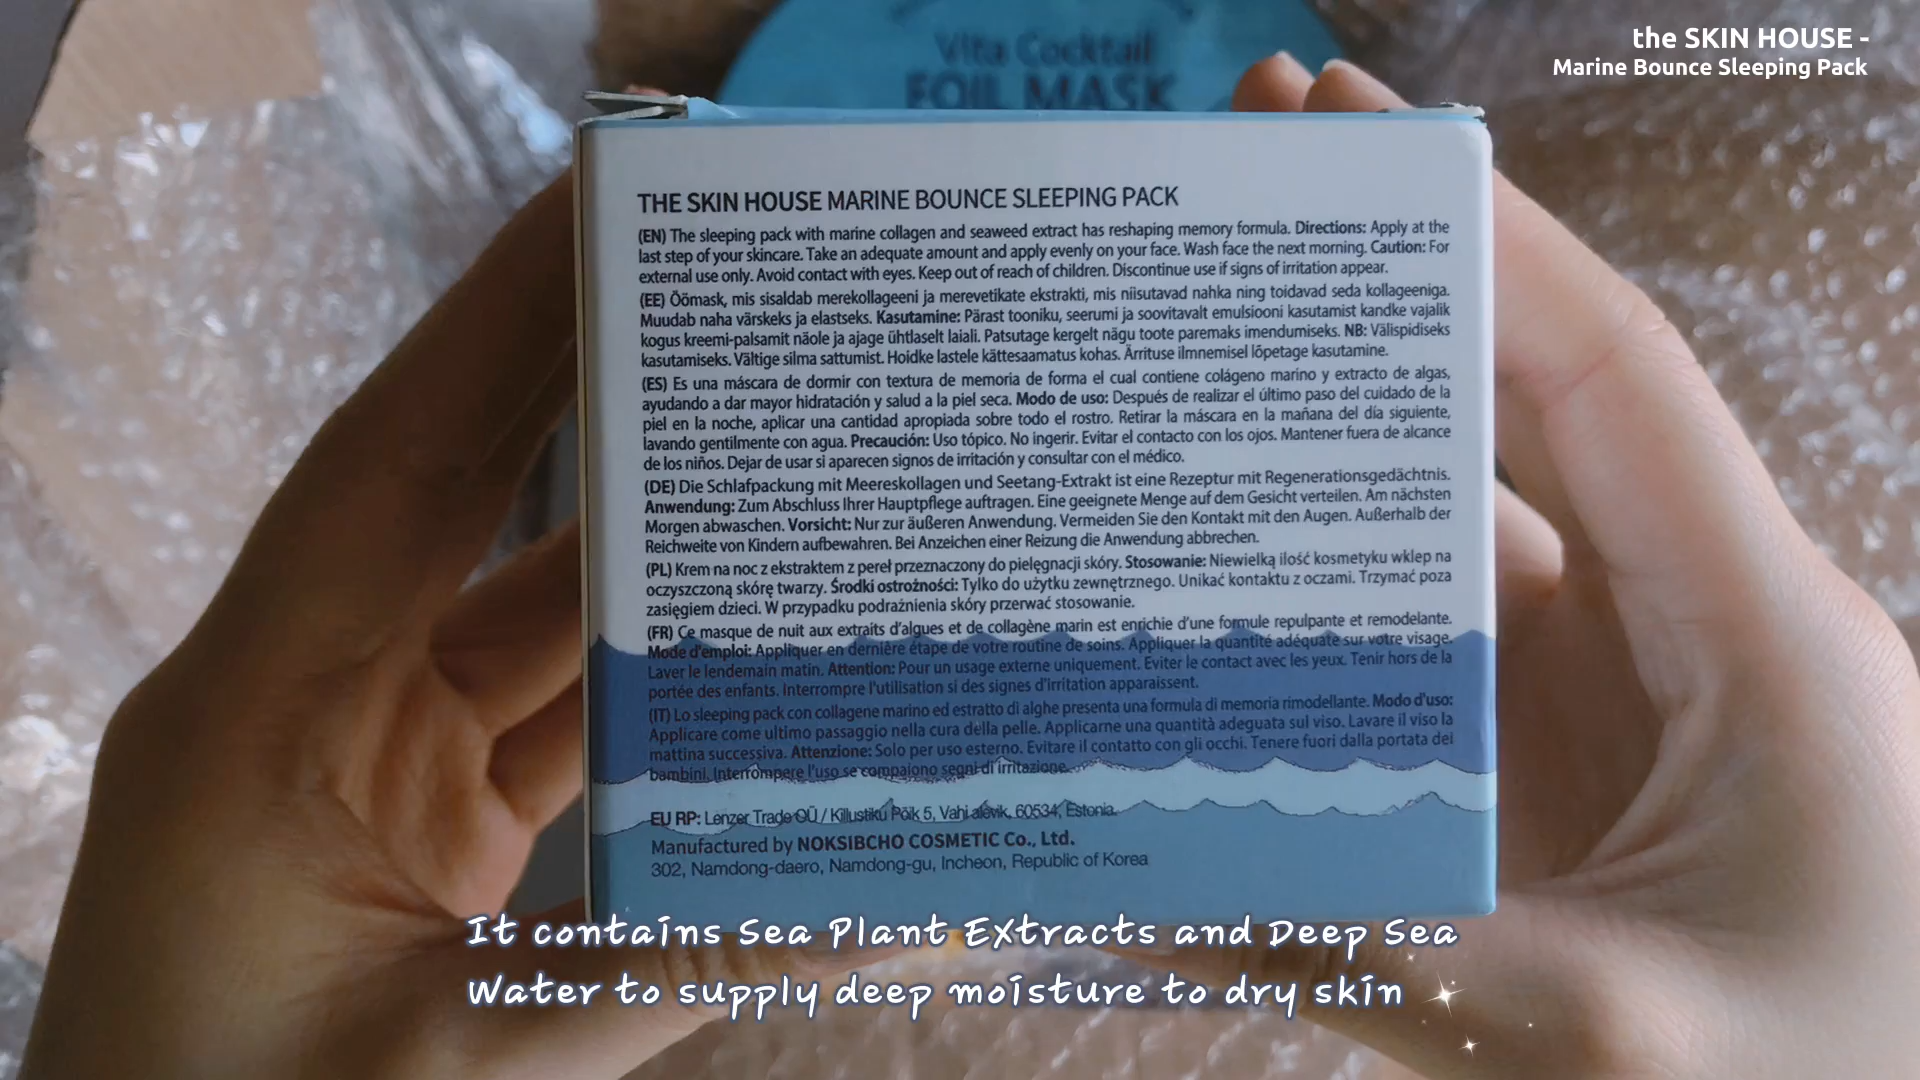 the SKIN HOUSE -
Marine Bounce Sleeping Pack
Vita Cocktail
FOIL MASK
THE SKIN HOUSE MARINE BOUNCE SLEEPING PACK
(EN) The sleeping pack with marine collagen and seaweed extract has reshaping memory formula. Directions: Apply at the
last step of your skincare. Take an adequate amount and apply evenly on your face. Wash face the next morning. Caution: For
external use only. Avoid contact with eyes. Keep out of reach of children. Discontinue use if signs of irritation appear.
(EE) Öömask, mis sisaldab merekollageeni ja merevetikate ekstrakti, mis niisutavad nahka ning toidavad seda kollageeniga.
Muudab naha värskeks ja elastseks. Kasutamine: Pärast tooniku, seerumi ja soovitavalt emulsiooni kasutamist kandke vajalik
kogus kreemi-palsamit näole ja ajage ühtlaselt laiali. Patsutage kergelt nägu toote paremaks imendumiseks. NB: Välispidiseks
kasutamiseks. Vältige silma sattumist. Hoidke lastele kättesaamatus kohas. Ärrituse ilmnemisel lõpetage kasutamine.
(ES) Es una máscara de dormir con textura de memoria de forma el cual contiene colágeno marino y extracto de algas,
ayudando a dar mayor hidratación y salud a la piel seca. Modo de uso: Después de realizar el último paso del cuidado de la
piel en la noche, aplicar una cantidad apropiada sobre todo el rostro. Retirar la máscara en la mañana del día siguiente,
lavando gentilmente con agua. Precaución: Uso tópico. No ingerir. Evitar el contacto con los ojos. Mantener fuera de alcance
de los niños. Dejar de usar si aparecen signos de irritación y consultar con el médico.
(DE) Die Schlafpackung mit Meereskollagen und Seetang-Extrakt ist eine Rezeptur mit Regenerationsgedächtnis.
Anwendung: Zum Abschluss Ihrer Hauptpflege auftragen. Eine geeignete Menge auf dem Gesicht verteilen. Am nächsten
Morgen abwaschen. Vorsicht: Nur zur äußeren Anwendung. Vermeiden Sie den Kontakt mit den Augen. Außerhalb der
Reichweite von Kindern aufbewahren. Bei Anzeichen einer Reizung die Anwendung abbrechen.
(PL) Krem na noc z ekstraktem z pereł przeznaczony do pielęgnacji skóry. Stosowanie: Niewielką ilość kosmetyku wklep na
oczyszczoną skórę twarzy. Środki ostrożności: Tylko do użytku zewnętrznego. Unikać kontaktu z oczami. Trzymać poza
zasięgiem dzieci. W przypadku podrażnienia skóry przerwać stosowanie.
(FR) Ce masque de nuit aux extraits d'algues et de collagène marin est enrichie d'une formule repulpante et remodelante.
Mode d'emploi: Appliquer en dernière étape de votre routine de soins. Appliquer la quantité adéquate sur votre visage.
Laver le lendemain matin. Attention: Pour un usage externe uniquement. Eviter le contact avec les yeux. Tenir hors de la
portée des enfants. Interrompre l'utilisation si des signes d'irritation apparaissent.
(IT) Lo sleeping pack con collagene marino ed estratto di alghe presenta una formula di memoria rimodellante. Modo d'uso:
Applicare come ultimo passaggio nella cura della pelle. Applicarne una quantità adeguata sul viso. Lavare il viso la
mattina successiva. Attenzione: Solo per uso esterno. Evitare il contatto con gli occhi. Tenere fuori dalla portata dei
bambini. Interrompere l'uso se compaiono segni di irritazione.
EU RP: Lenzer Trade OÜ / Killustiku Põik 5, Vahi alevik, 60534, Estonia.
Manufactured by NOKSIBCHO COSMETIC Co., Ltd.
302, Namdong-daero, Namdong-gu, Incheon, Republic of Korea
It contains Sea Plant Extracts and Deep Sea
Water to supply deep moisture to dry skin